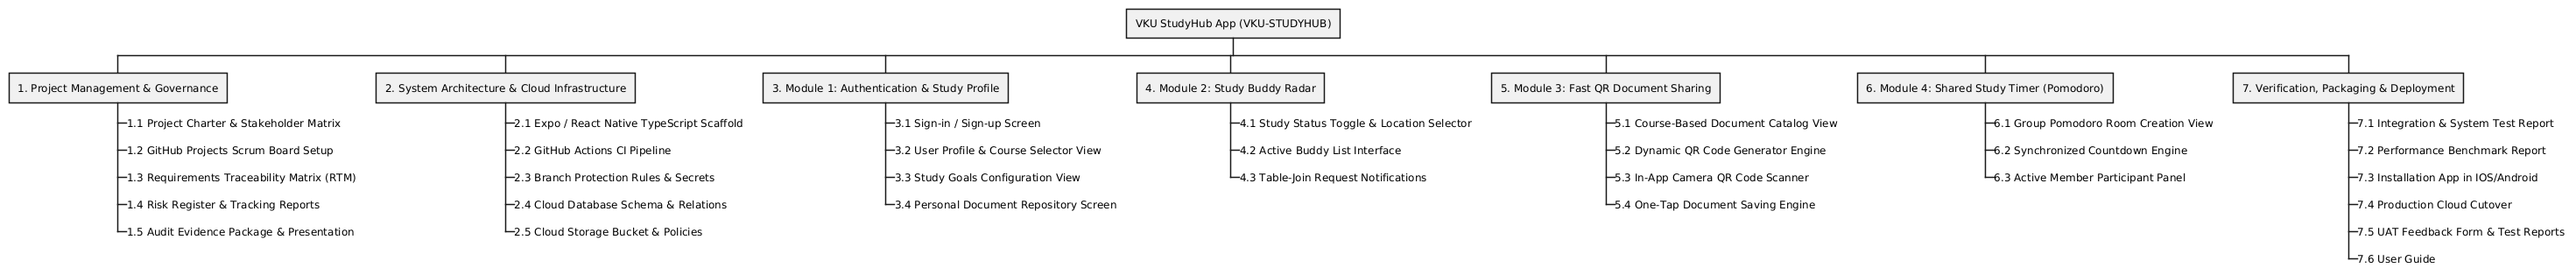 VKU StudyHub App (VKU-STUDYHUB)
1. Project Management & Governance
1.1 Project Charter & Stakeholder Matrix
1.2 GitHub Projects Scrum Board Setup
1.3 Requirements Traceability Matrix (RTM)
1.4 Risk Register & Tracking Reports
1.5 Audit Evidence Package & Presentation
2. System Architecture & Cloud Infrastructure
2.1 Expo / React Native TypeScript Scaffold
2.2 GitHub Actions CI Pipeline
2.3 Branch Protection Rules & Secrets
2.4 Cloud Database Schema & Relations
2.5 Cloud Storage Bucket & Policies
3. Module 1: Authentication & Study Profile
3.1 Sign-in / Sign-up Screen
3.2 User Profile & Course Selector View
3.3 Study Goals Configuration View
3.4 Personal Document Repository Screen
4. Module 2: Study Buddy Radar
4.1 Study Status Toggle & Location Selector
4.2 Active Buddy List Interface
4.3 Table-Join Request Notifications
5. Module 3: Fast QR Document Sharing
5.1 Course-Based Document Catalog View
5.2 Dynamic QR Code Generator Engine
5.3 In-App Camera QR Code Scanner
5.4 One-Tap Document Saving Engine
6. Module 4: Shared Study Timer (Pomodoro)
6.1 Group Pomodoro Room Creation View
6.2 Synchronized Countdown Engine
6.3 Active Member Participant Panel
7. Verification, Packaging & Deployment
7.1 Integration & System Test Report
7.2 Performance Benchmark Report
7.3 Installation App in IOS/Android
7.4 Production Cloud Cutover
7.5 UAT Feedback Form & Test Reports
7.6 User Guide